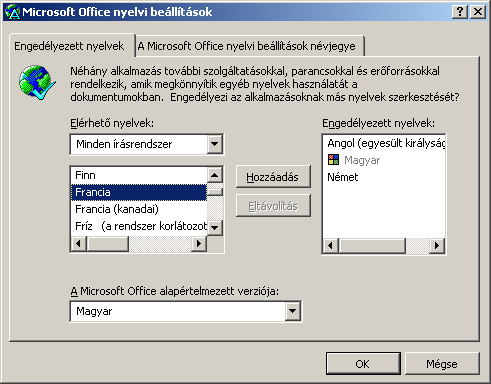 Microsoft Office nyelvi beállítások
Engedélyezett nyelvek
A Microsoft Office nyelvi beállítások névjegye
Néhány alkalmazás további szolgáltatásokkal, parancsokkal és erőforrásokkal
rendelkezik, amik megkönnyítik egyéb nyelvek használatát a
dokumentumokban. Engedélyezi az alkalmazásoknak más nyelvek szerkesztését?
Elérhető nyelvek:
Minden írásrendszer
Finn
Francia
Francia (kanadai)
Fríz (a rendszer korlátozot
Hozzáadás
Eltávolítás
Engedélyezett nyelvek:
Angol (egyesült királyság
Magyar
Német
A Microsoft Office alapértelmezett verziója:
Magyar
OK
Mégse